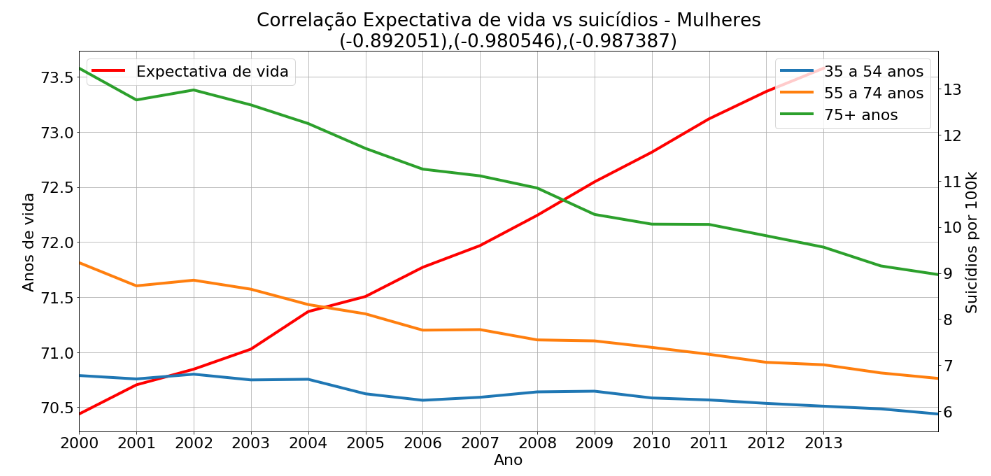 Correlação Expectativa de vida vs suicídios - Mulheres
(-0.892051),(-0.980546),(-0.987387)
Expectativa de vida
35 a 54 anos
55 a 74 anos
75+ anos
Anos de vida
73.5
73.0
72.5
72.0
71.5
71.0
70.5
13
12
11
10
9
8
7
6
Suicídios por 100k
2000 2001 2002 2003 2004 2005 2006 2007 2008 2009 2010 2011 2012 2013
Ano